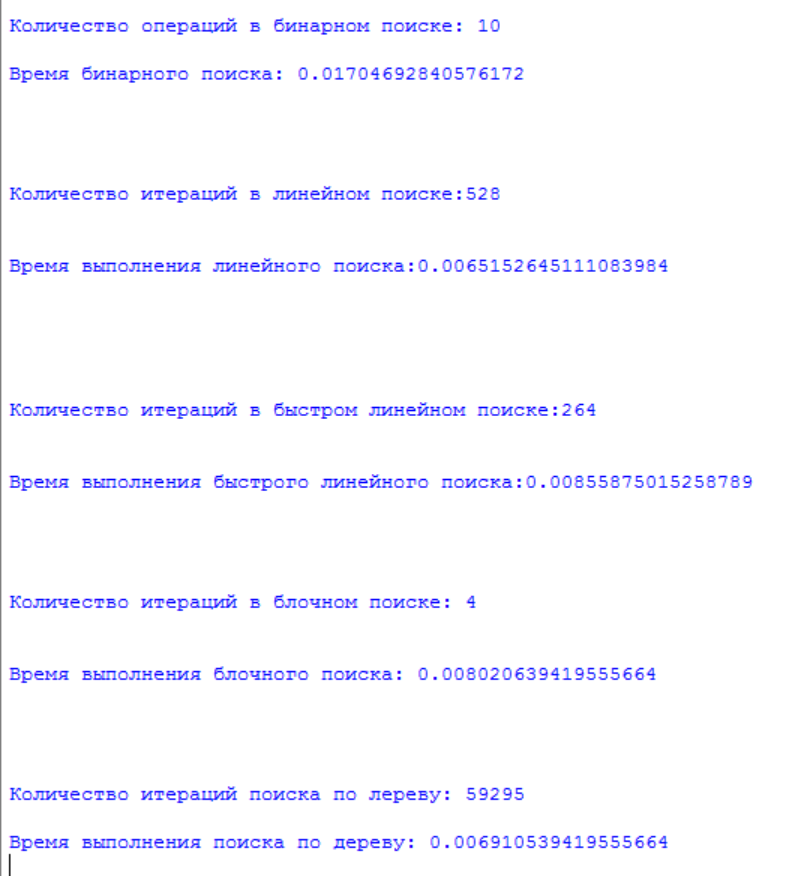 Количество операций в бинарном поиске: 10
Время бинарного поиска: 0.01704692840576172
Количество итераций в линейном поиске:528
Время выполнения линейного поиска:0.0065152645111083984
Количество итераций в быстром линейном поиске:264
Время выполнения быстрого линейного поиска:0.00855875015258789
Количество итераций в блочном поиске: 4
Время выполнения блочного поиска: 0.008020639419555664
Количество итераций поиска по лереву: 59295
Время выполнения поиска по дереву: 0.006910539419555664